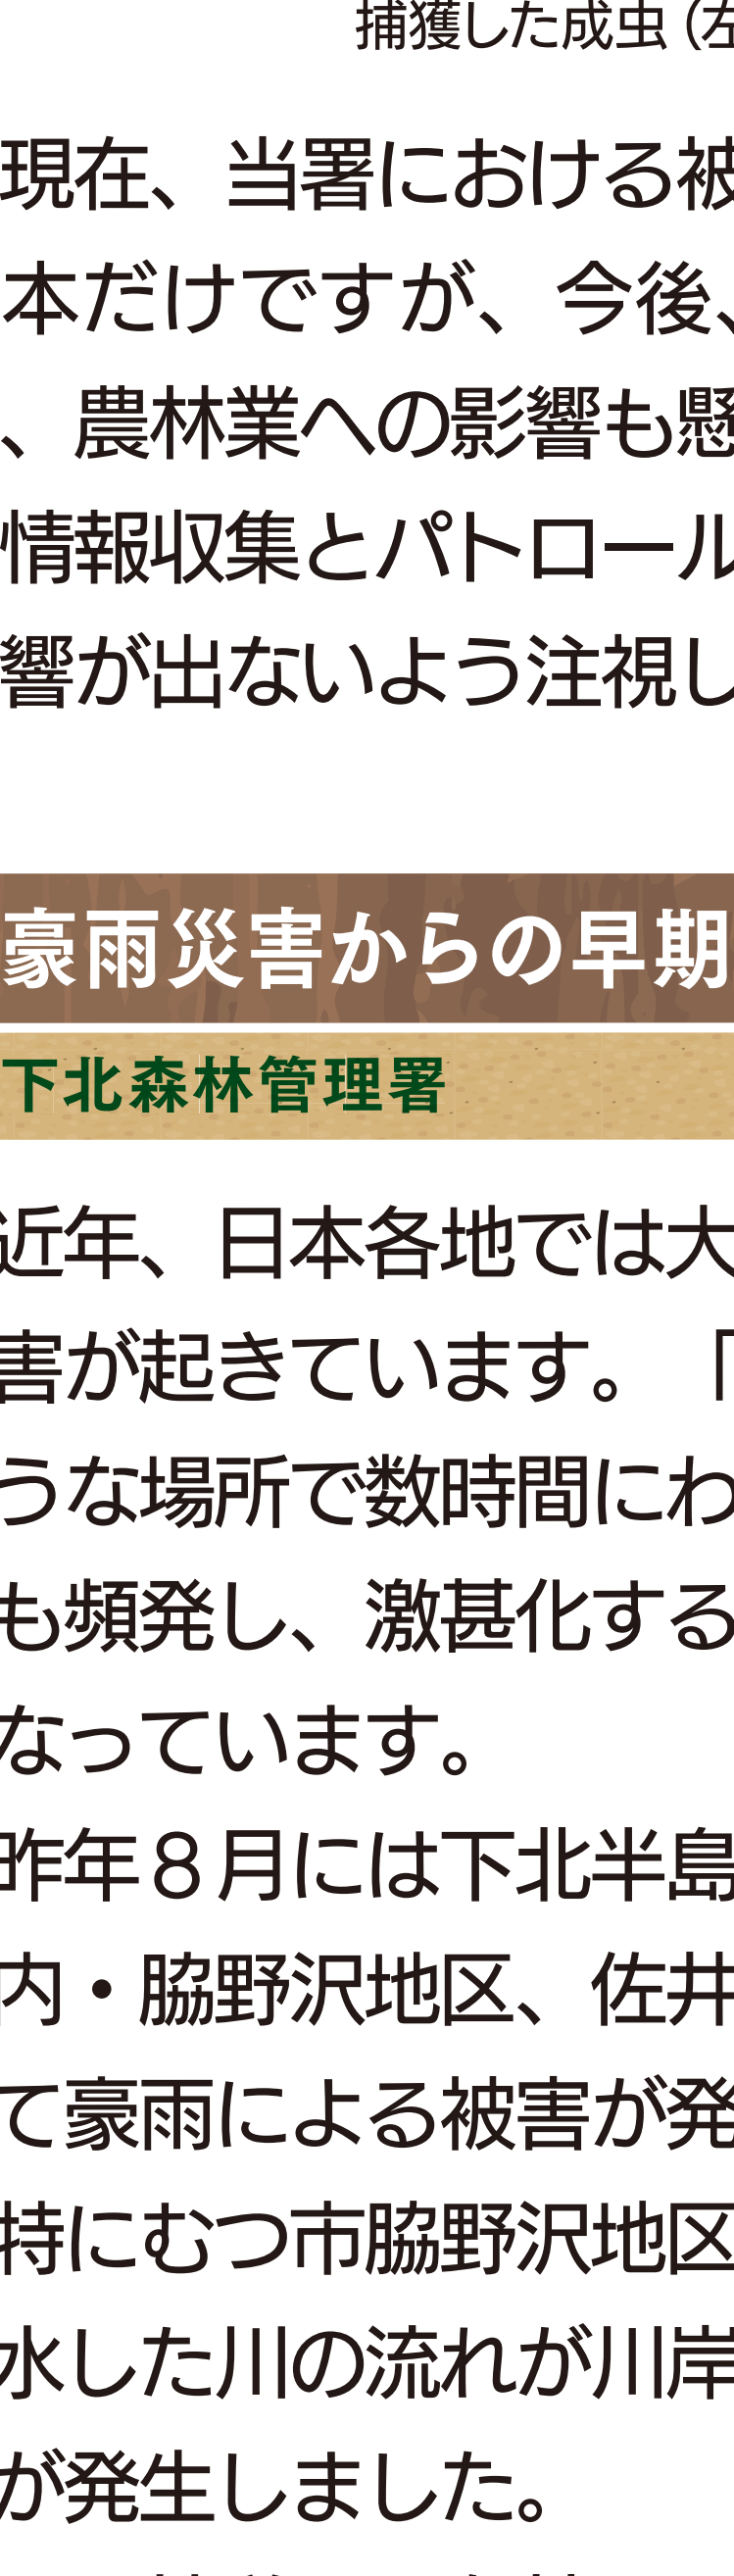 捕獲した成虫（左
現在、当署における被
本だけですが、今後、
、農林業への影響も懸
情報収集とパトロール
響が出ないよう注視し
豪雨災害からの早期
下北森林管理署
近年、日本各地では大
害が起きています。「
うな場所で数時間にわ
も頻発し、激甚化する
なっています。
昨年８月には下北半島
内・脇野沢地区、佐井
て豪雨による被害が発
特にむつ市脇野沢地区
水した川の流れが川岸
が発生しました。